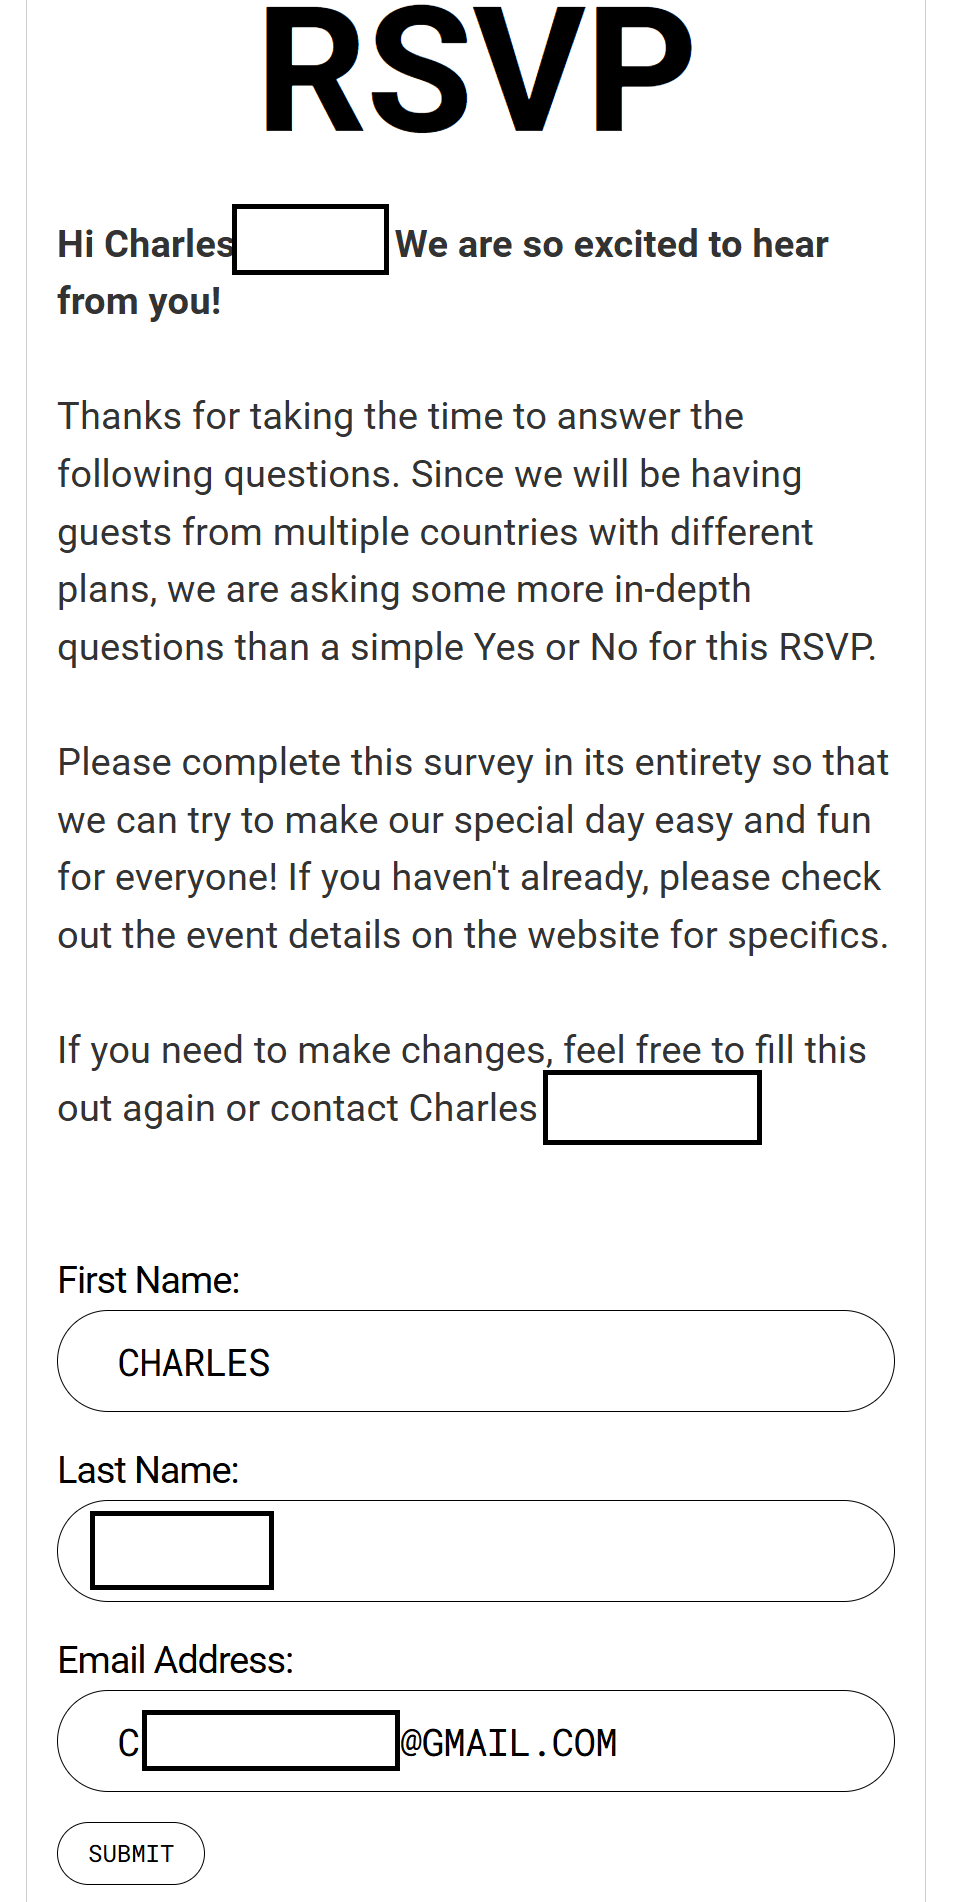 RSVP
Hi Charles We are so excited to hear
from you!
Thanks for taking the time to answer the
following questions. Since we will be having
guests from multiple countries with different
plans, we are asking some more in-depth
questions than a simple Yes or No for this RSVP.
Please complete this survey in its entirety so that
we can try to make our special day easy and fun
for everyone! If you haven't already, please check
out the event details on the website for specifics.
If you need to make changes, feel free to fill this
out again or contact Charles
First Name:
CHARLES
Last Name:
Email Address:
C @GMAIL.COM
SUBMIT